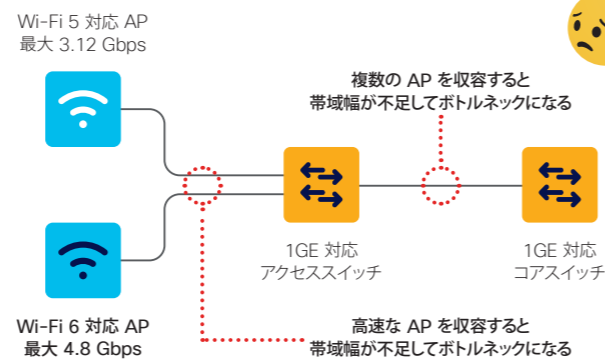 Wi-Fi 5 対応 AP
最大 3.12 Gbps
複数の AP を収容すると
帯域幅が不足してボトルネックになる
1GE 対応
アクセススイッチ
1GE 対応
コアスイッチ
Wi-Fi 6 対応 AP
最大 4.8 Gbps
高速な AP を収容すると
帯域幅が不足してボトルネックになる